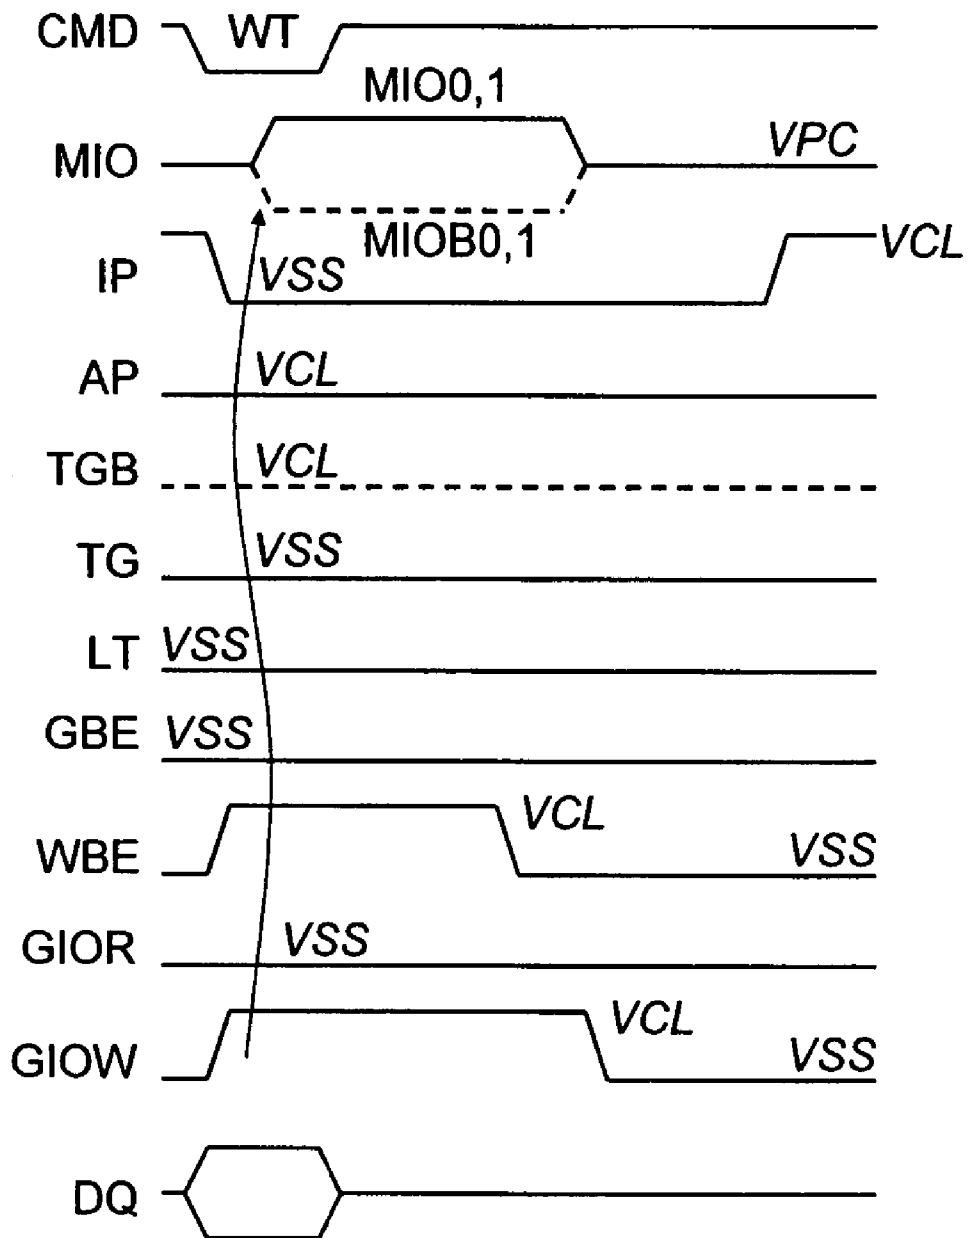 CMD WT
MIO0,1
MIO VPC
MIOB0,1
IP VSS VCL
AP VCL
TGB VCL
TG VSS
LT VSS
GBE VSS
WBE VCL VSS
GIOR VSS
GIOW VCL VSS
DQ